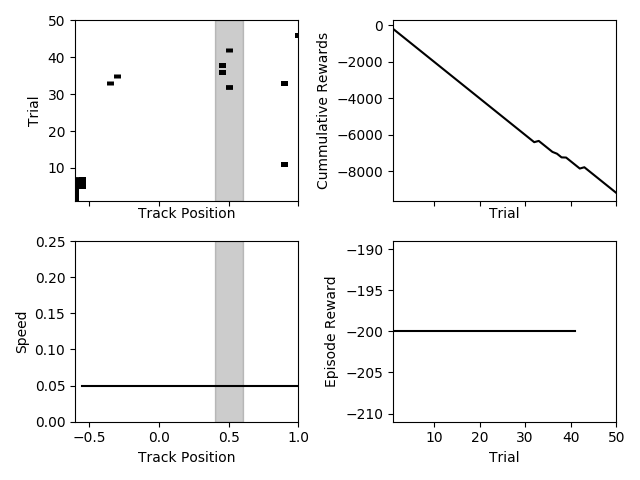 50
40
30
20
10
Trial
Track Position
0
−2000
−4000
−6000
−8000
Cummulative Rewards
Trial
0.25
0.20
0.15
0.10
0.05
0.00
Speed
−0.5 0.0 0.5 1.0
Track Position
−190
−195
−200
−205
−210
Episode Reward
10 20 30 40 50
Trial